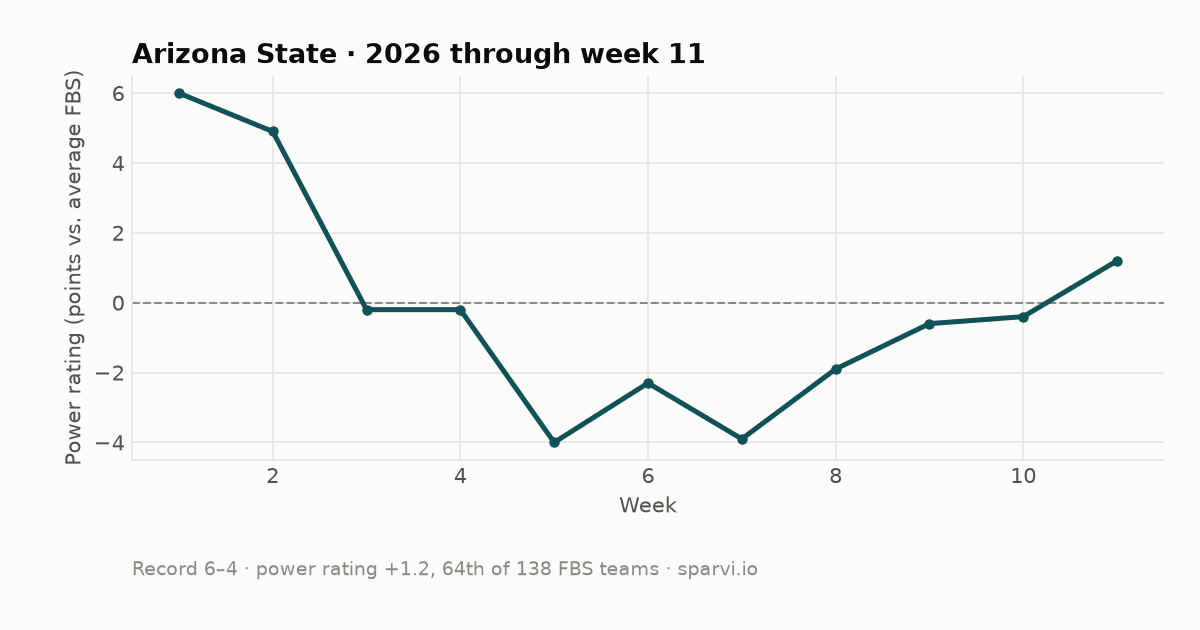 Arizona State · 2026 through week 11
Power rating (points vs. average FBS)
6
4
2
0
−2
−4
2 4 6 8 10
Week
Record 6–4 · power rating +1.2, 64th of 138 FBS teams · sparvi.io